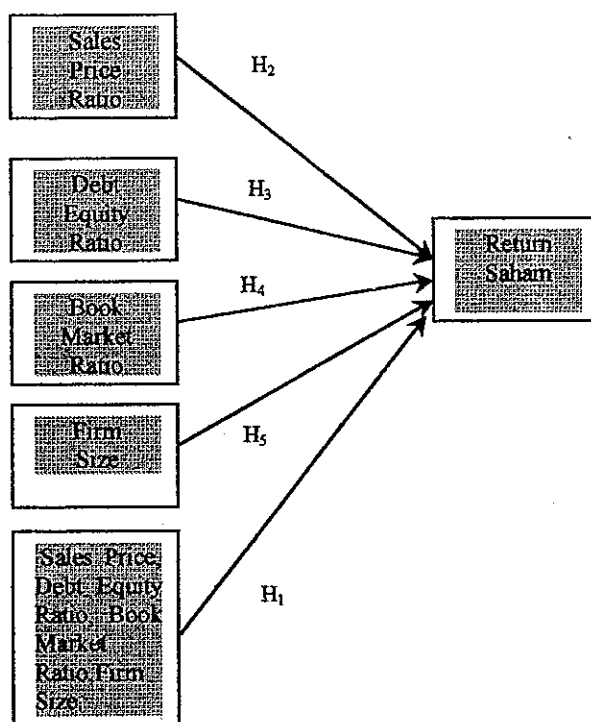 Sales
Price
Ratio
H₂
Debt
Equity
Ratio
H₃
Return
Saham
Book
Market
Ratio
H₄
Firm
Size
H₅
Sales Price,
Debt Equity
Ratio, Book
Market
Ratio,Firm
Size
H₁